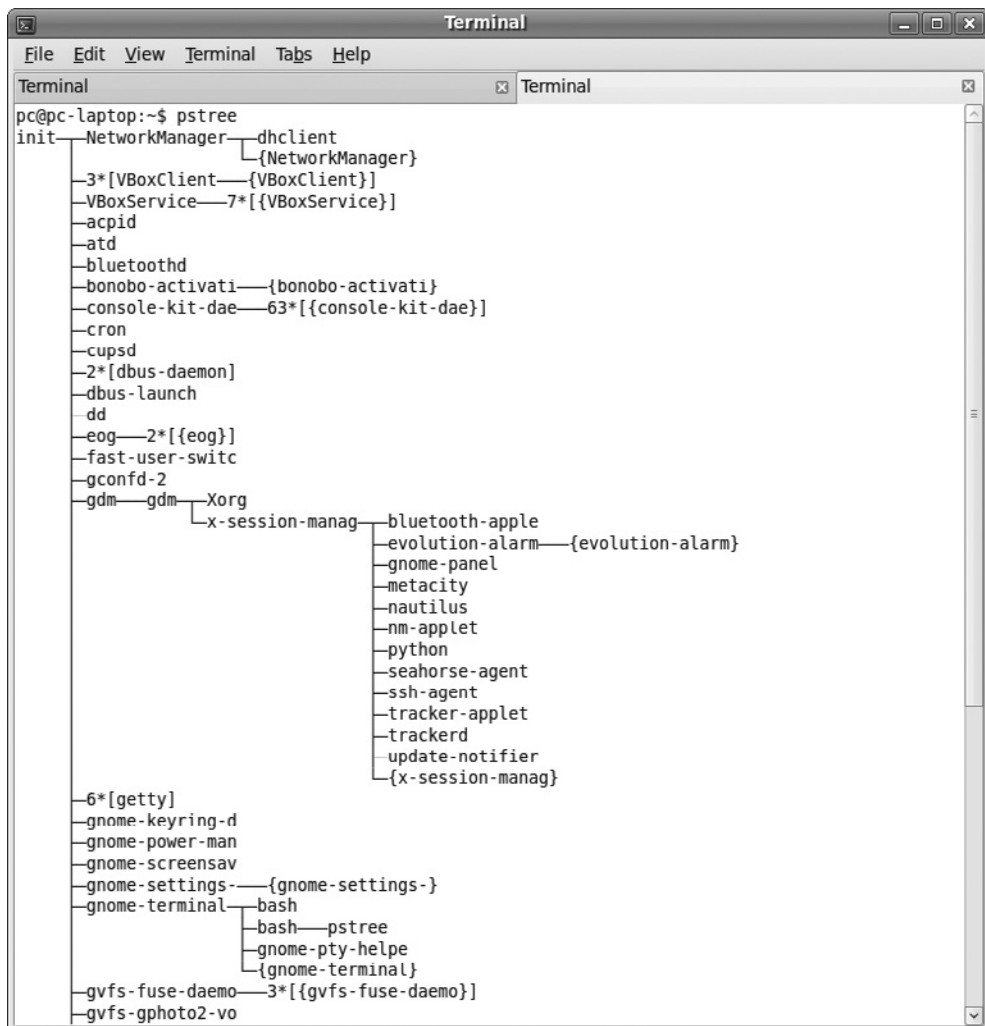 Terminal
File Edit View Terminal Tabs Help
Terminal Terminal
pc@pc-laptop:~$ pstree
init─┬─NetworkManager─┬─dhclient
     │                └─{NetworkManager}
     ├─3*[VBoxClient───{VBoxClient}]
     ├─VBoxService───7*[{VBoxService}]
     ├─acpid
     ├─atd
     ├─bluetoothd
     ├─bonobo-activati───{bonobo-activati}
     ├─console-kit-dae───63*[{console-kit-dae}]
     ├─cron
     ├─cupsd
     ├─2*[dbus-daemon]
     ├─dbus-launch
     ├─dd
     ├─eog───2*[{eog}]
     ├─fast-user-switc
     ├─gconfd-2
     ├─gdm───gdm─┬─Xorg
     │           └─x-session-manag─┬─bluetooth-apple
     │                             ├─evolution-alarm───{evolution-alarm}
     │                             ├─gnome-panel
     │                             ├─metacity
     │                             ├─nautilus
     │                             ├─nm-applet
     │                             ├─python
     │                             ├─seahorse-agent
     │                             ├─ssh-agent
     │                             ├─tracker-applet
     │                             ├─trackerd
     │                             ├─update-notifier
     │                             └─{x-session-manag}
     ├─6*[getty]
     ├─gnome-keyring-d
     ├─gnome-power-man
     ├─gnome-screensav
     ├─gnome-settings-───{gnome-settings-}
     ├─gnome-terminal─┬─bash
     │                ├─bash───pstree
     │                ├─gnome-pty-helpe
     │                └─{gnome-terminal}
     ├─gvfs-fuse-daemo───3*[{gvfs-fuse-daemo}]
     ├─gvfs-gphoto2-vo